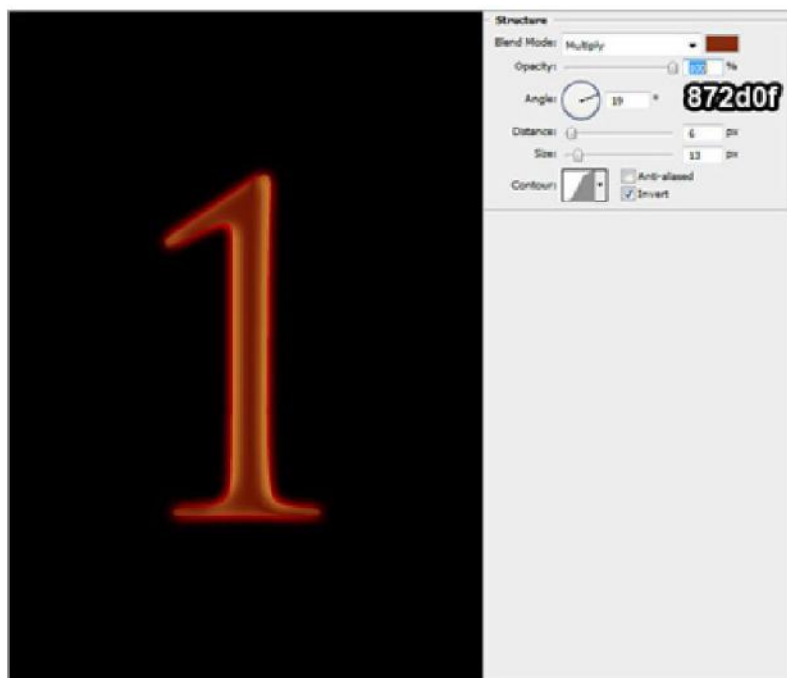 1
Structure
Blend Mode: Multiply
Opacity: 100 %
Angle: 19 °
872d0f
Distance: 6 px
Size: 13 px
Contour:
Anti-aliased
Invert